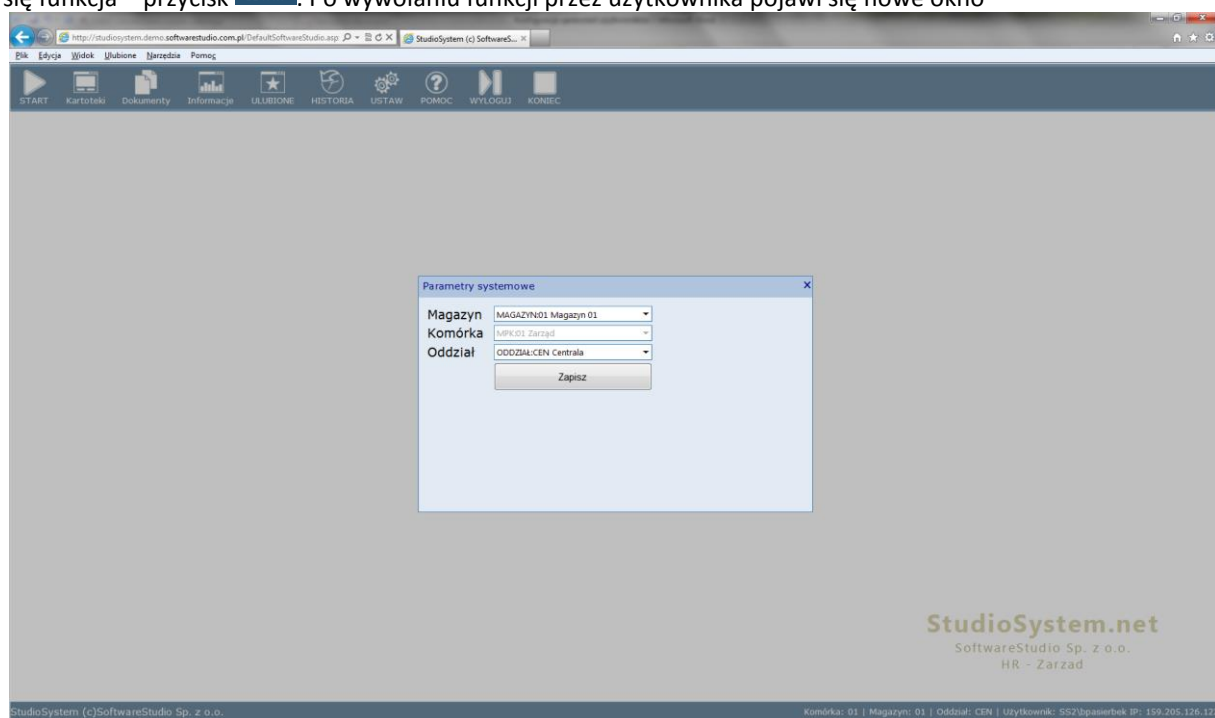 się funkcja – przycisk . Po wywołaniu funkcji przez użytkownika pojawi się nowe okno
http://studiosystem.demo.softwarestudio.com.pl/DefaultSoftwareStudio.asp
StudioSystem (c) SoftwareS...
Plik Edycja Widok Ulubione Narzędzia Pomoc
START Kartoteki Dokumenty Informacje ULUBIONE HISTORIA USTAW POMOC WYLOGUJ KONIEC
Parametry systemowe x
Magazyn MAGAZYN:01 Magazyn 01
Komórka MPK:01 Zarząd
Oddział ODDZIAŁ:CEN Centrala
Zapisz
StudioSystem.net
SoftwareStudio Sp. z o.o.
HR - Zarzad
StudioSystem (c)SoftwareStudio Sp. z o.o. Komórka: 01 | Magazyn: 01 | Oddział: CEN | Użytkownik: SS2\bpasierbek IP: 159.205.126.12